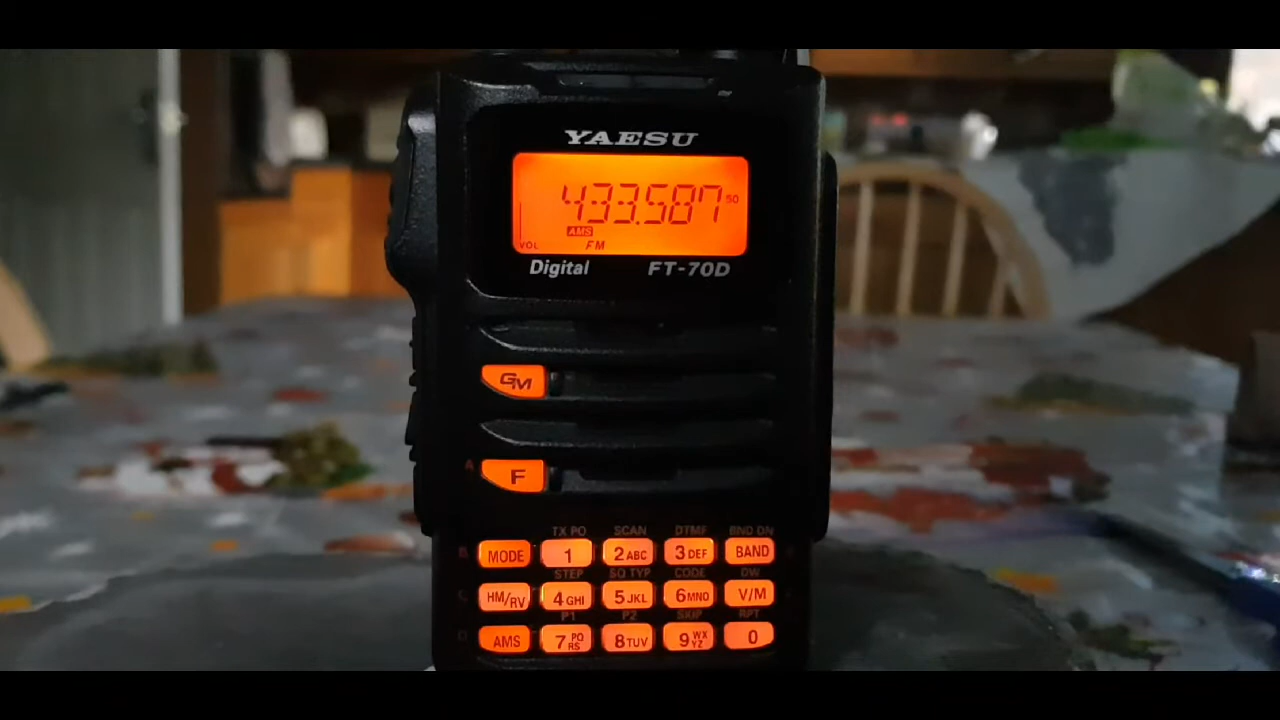 YAESU
433.587 50
AMS
VOL FM
Digital FT-70D
GM
A F
TX PO SCAN DTMF BND DN
B MODE 1 2ABC 3DEF BAND
STEP SQ TYP CODE DW
C HM/RV 4GHI 5JKL 6MNO V/M
P1 P2 SKIP RPT
D AMS 7PQRS 8TUV 9WXYZ 0